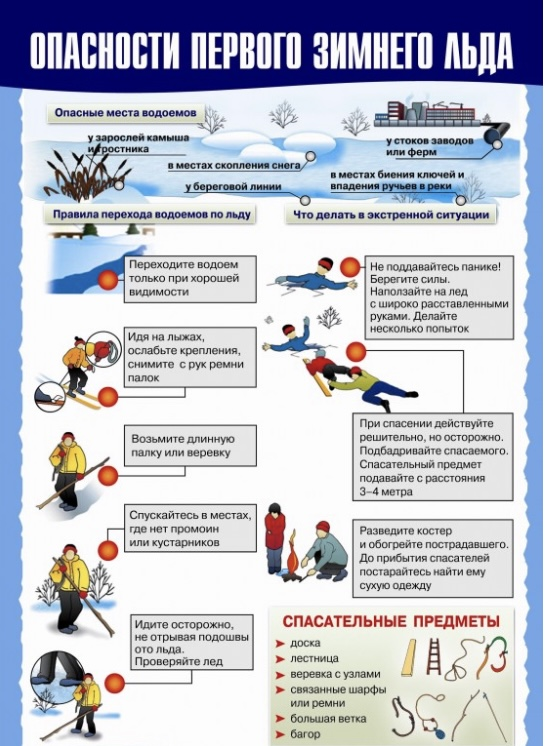 ОПАСНОСТИ ПЕРВОГО ЗИМНЕГО ЛЬДА
Опасные места водоемов
у зарослей камыша
и тростника
в местах скопления снега
у береговой линии
у стоков заводов
или ферм
в местах биения ключей и
впадения ручьев в реки
Правила перехода водоемов по льду
Переходите водоем
только при хорошей
видимости
Идя на лыжах,
ослабьте крепления,
снимите с рук ремни
палок
Возьмите длинную
палку или веревку
Спускайтесь в местах,
где нет промоин
или кустарников
Идите осторожно,
не отрывая подошвы
ото льда.
Проверяйте лед
Что делать в экстренной ситуации
Не поддавайтесь панике!
Берегите силы.
Наползайте на лед
с широко расставленными
руками. Делайте
несколько попыток
При спасении действуйте
решительно, но осторожно.
Подбадривайте спасаемого.
Спасательный предмет
подавайте с расстояния
3–4 метра
Разведите костер
и обогрейте пострадавшего.
До прибытия спасателей
постарайтесь найти ему
сухую одежду
СПАСАТЕЛЬНЫЕ ПРЕДМЕТЫ
доска
лестница
веревка с узлами
связанные шарфы
или ремни
большая ветка
багор